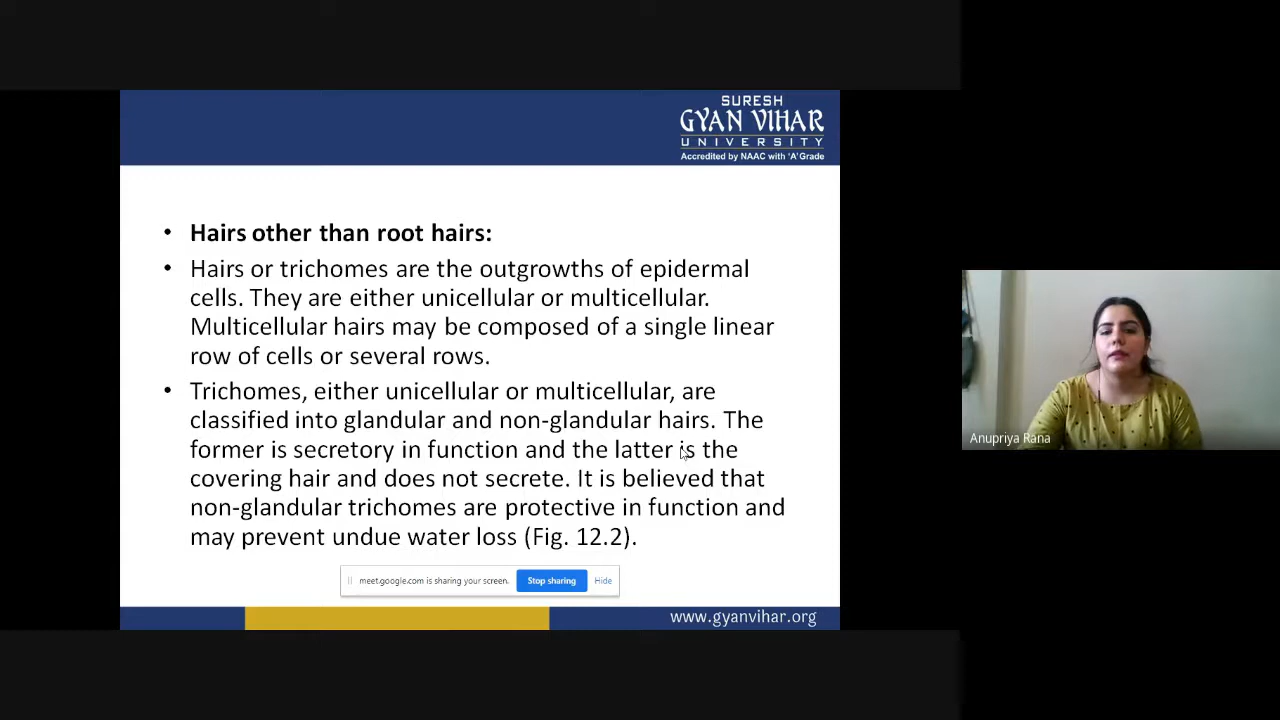 SURESH
GYAN VIHAR
UNIVERSITY
Accredited by NAAC with 'A' Grade
• Hairs other than root hairs:
• Hairs or trichomes are the outgrowths of epidermal
cells. They are either unicellular or multicellular.
Multicellular hairs may be composed of a single linear
row of cells or several rows.
• Trichomes, either unicellular or multicellular, are
classified into glandular and non-glandular hairs. The
former is secretory in function and the latter is the
covering hair and does not secrete. It is believed that
non-glandular trichomes are protective in function and
may prevent undue water loss (Fig. 12.2).
meet.google.com is sharing your screen. Stop sharing Hide
www.gyanvihar.org
Anupriya Rana